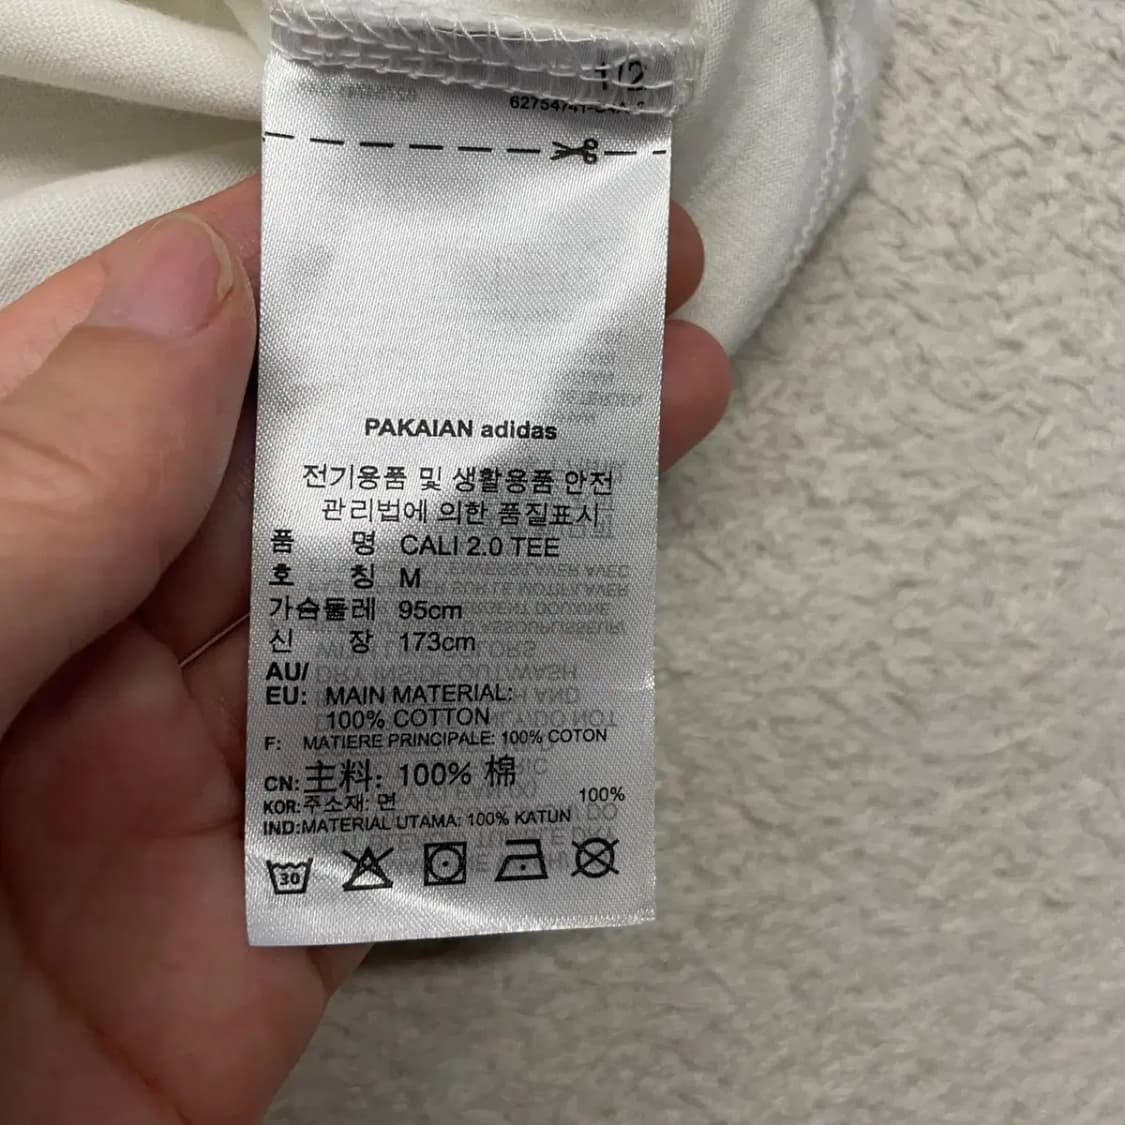 1/2
PAKAIAN adidas
전기용품 및 생활용품 안전
관리법에 의한 품질표시
품 명 CALI 2.0 TEE
호 칭 M
가슴둘레 95cm
신 장 173cm
AU/
EU: MAIN MATERIAL:
100% COTTON
F: MATIERE PRINCIPALE: 100% COTON
CN: 主料: 100% 棉
KOR: 주소재: 면 100%
IND: MATERIAL UTAMA: 100% KATUN
30